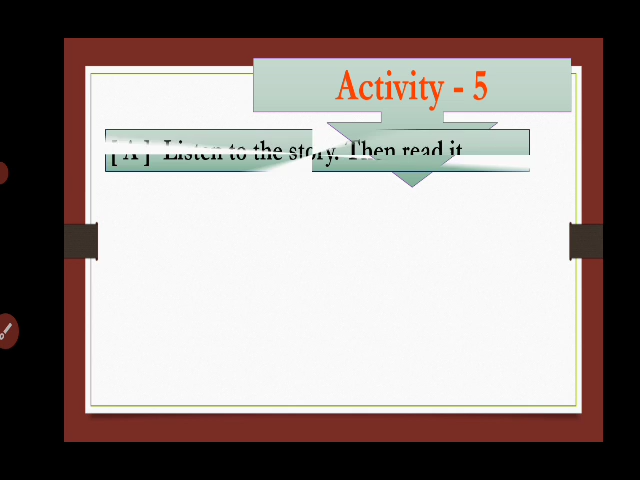 Activity - 5
[ A ] Listen to the story. Then read it